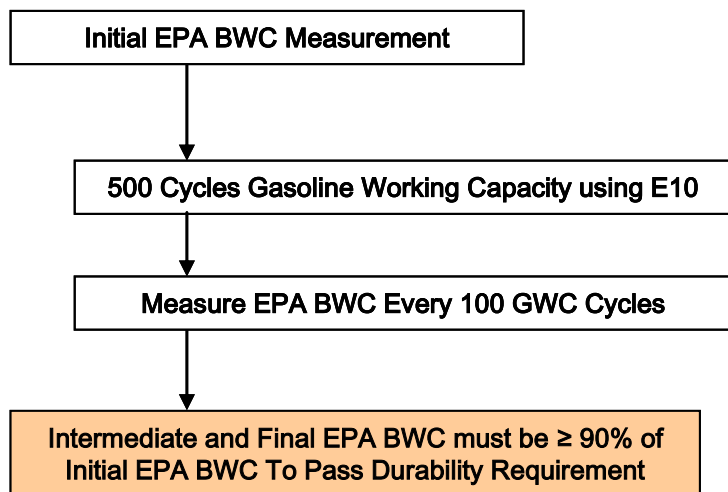 Initial EPA BWC Measurement
500 Cycles Gasoline Working Capacity using E10
Measure EPA BWC Every 100 GWC Cycles
Intermediate and Final EPA BWC must be ≥ 90% of
Initial EPA BWC To Pass Durability Requirement